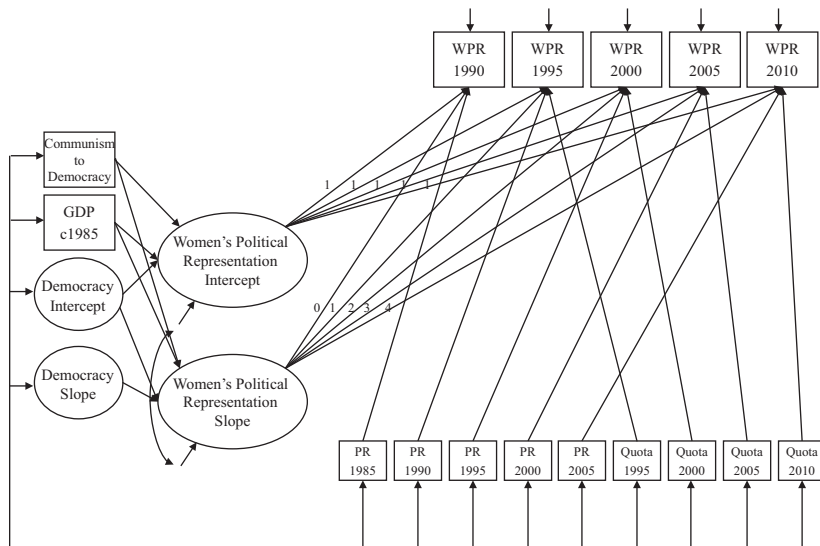 WPR
1990
WPR
1995
WPR
2000
WPR
2005
WPR
2010
Communism
to
Democracy
GDP
c1985
Democracy
Intercept
Democracy
Slope
Women's Political
Representation
Intercept
Women's Political
Representation
Slope
1 1 1 1 1
0 1 2 3 4
PR
1985
PR
1990
PR
1995
PR
2000
PR
2005
Quota
1995
Quota
2000
Quota
2005
Quota
2010